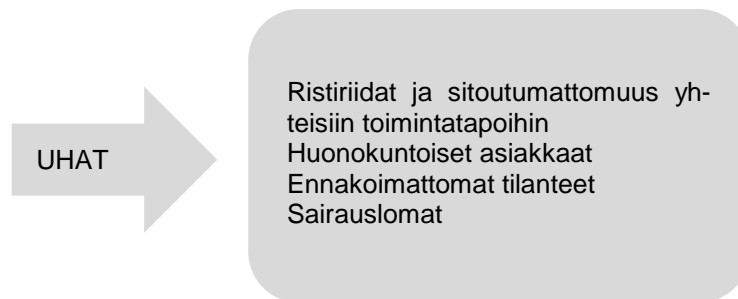 UHAT
Ristiriidat ja sitoutumattomuus yh-
teisiin toimintatapoihin
Huonokuntoiset asiakkaat
Ennakoimattomat tilanteet
Sairauslomat